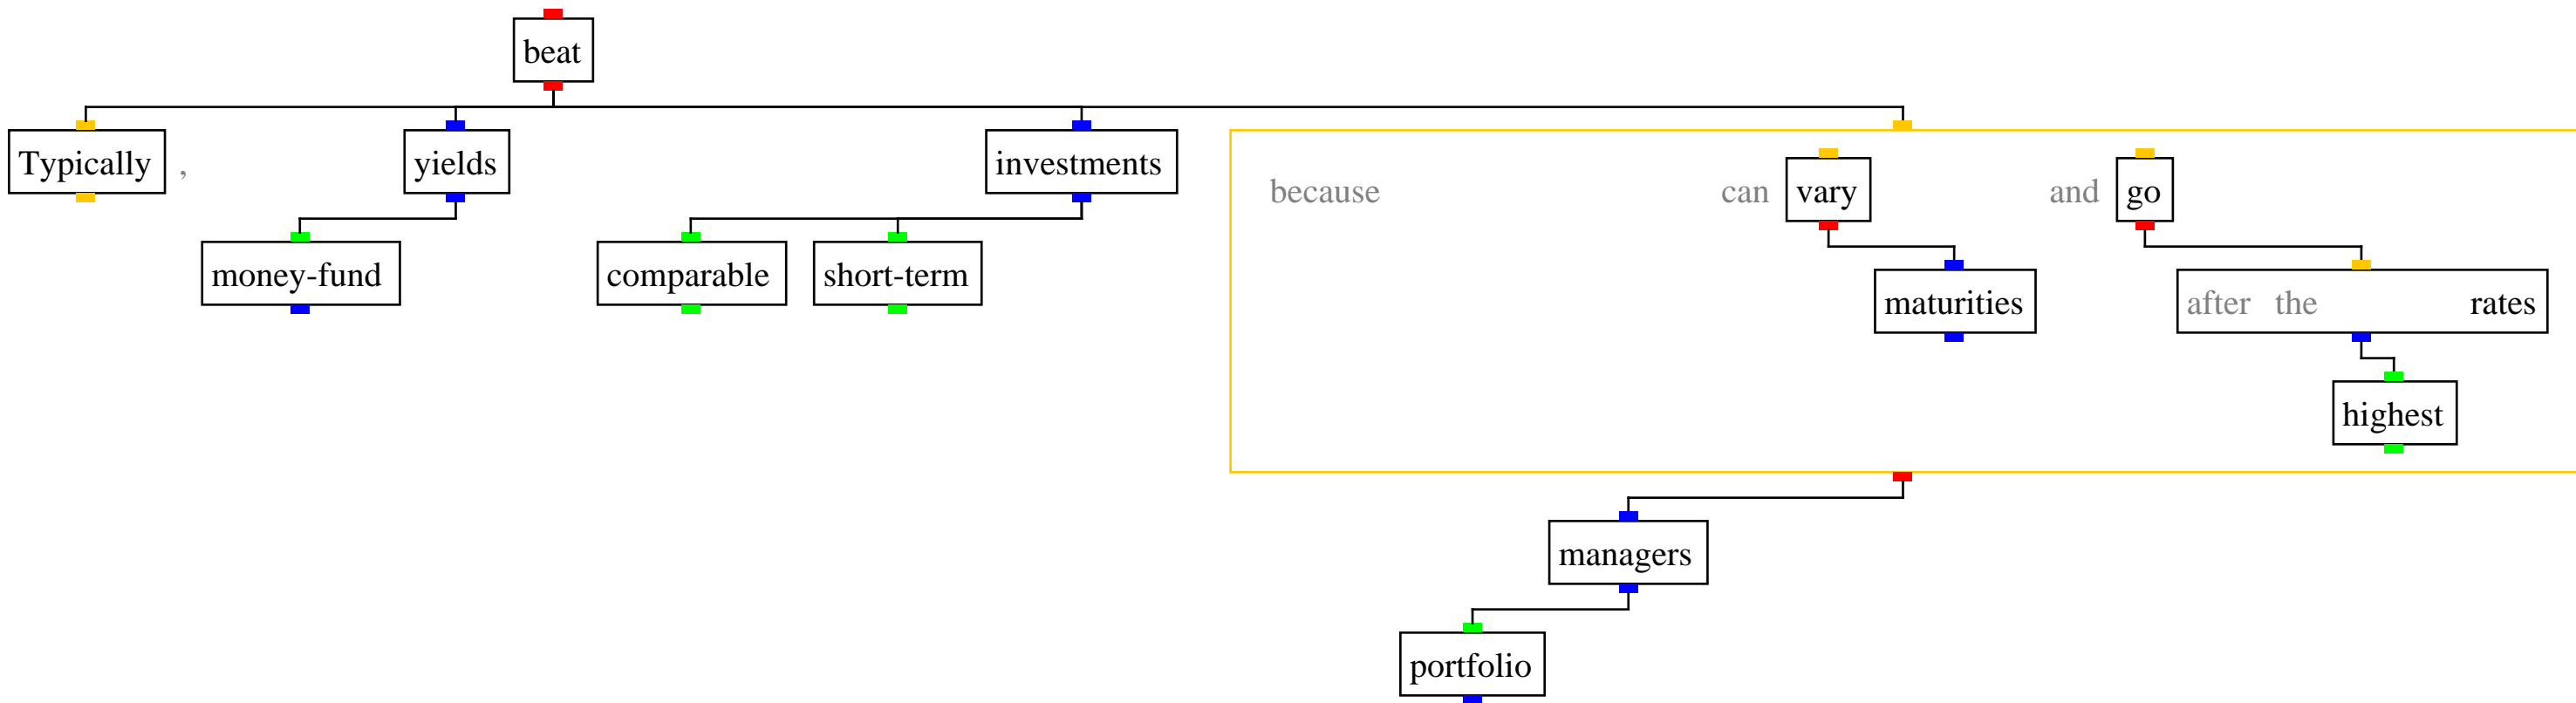 beat
Typically , yields investments
because can vary and go
money-fund comparable short-term
maturities after the rates
highest
managers
portfolio